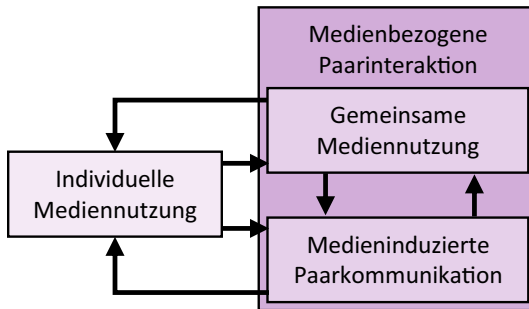 Medienbezogene
Paarinteraktion
Gemeinsame
Mediennutzung
Individuelle
Mediennutzung
Medieninduzierte
Paarkommunikation